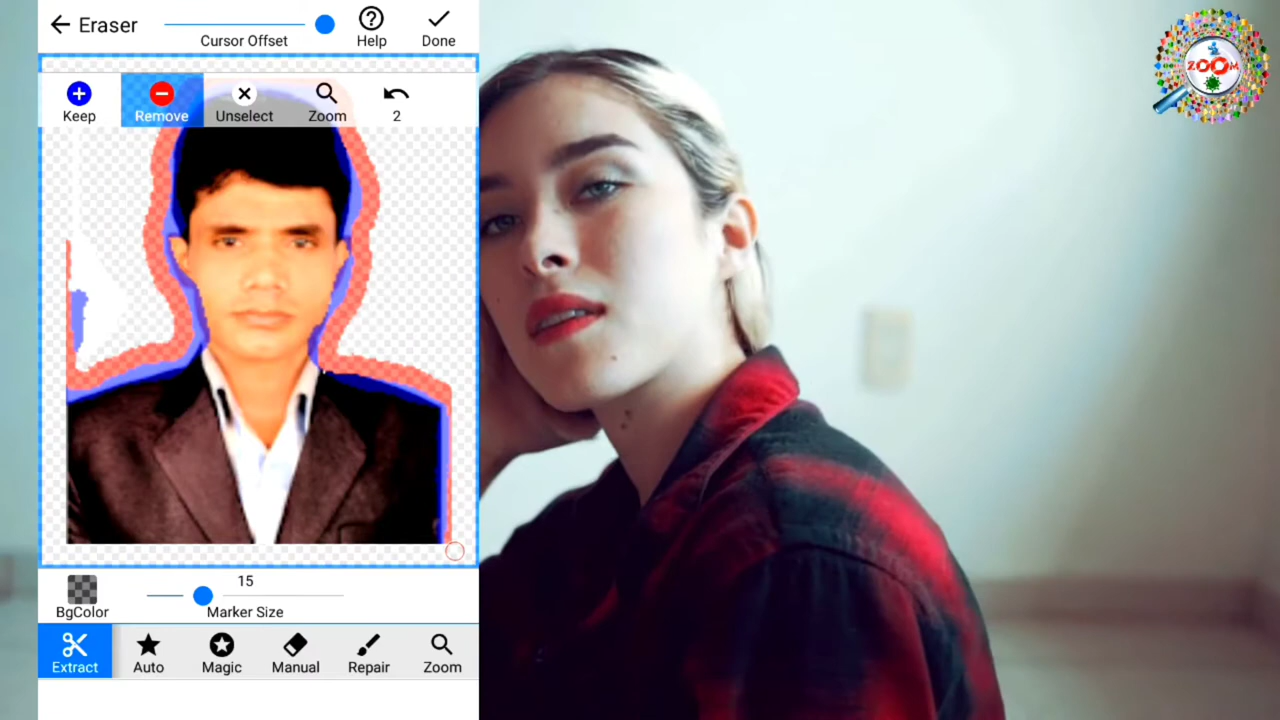 Eraser
Cursor Offset
Help
Done
Keep
Remove
Unselect
Zoom
2
ZOOM
BgColor
15
Marker Size
Extract
Auto
Magic
Manual
Repair
Zoom